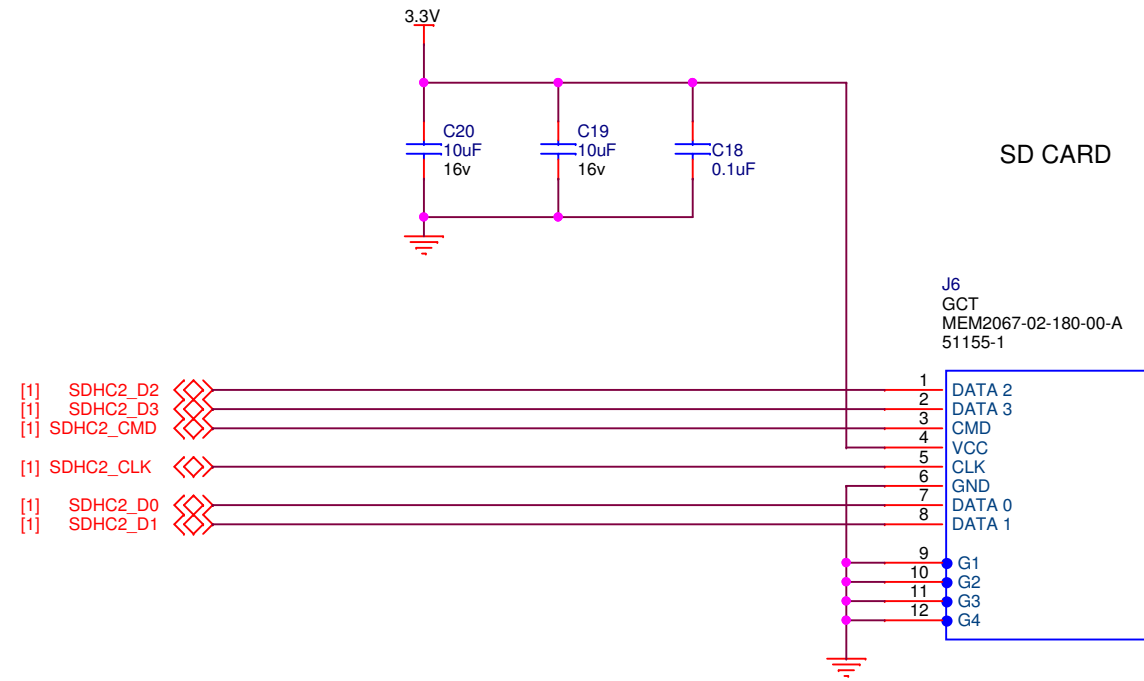 3.3V
C20
10uF
16v
C19
10uF
16v
C18
0.1uF
SD CARD
J6
GCT
MEM2067-02-180-00-A
51155-1
[1] SDHC2_D2 1 DATA 2
[1] SDHC2_D3 2 DATA 3
[1] SDHC2_CMD 3 CMD
4 VCC
[1] SDHC2_CLK 5 CLK
6 GND
[1] SDHC2_D0 7 DATA 0
[1] SDHC2_D1 8 DATA 1
9 G1
10 G2
11 G3
12 G4